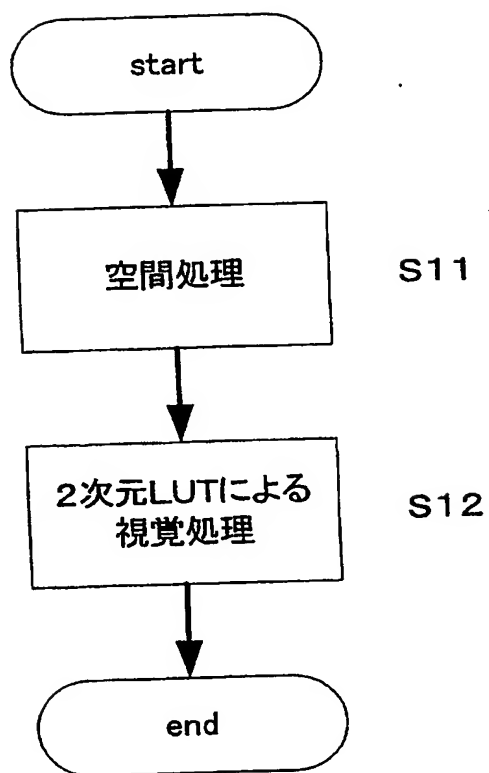 start
空間処理
S11
2次元LUTによる
視覚処理
S12
end